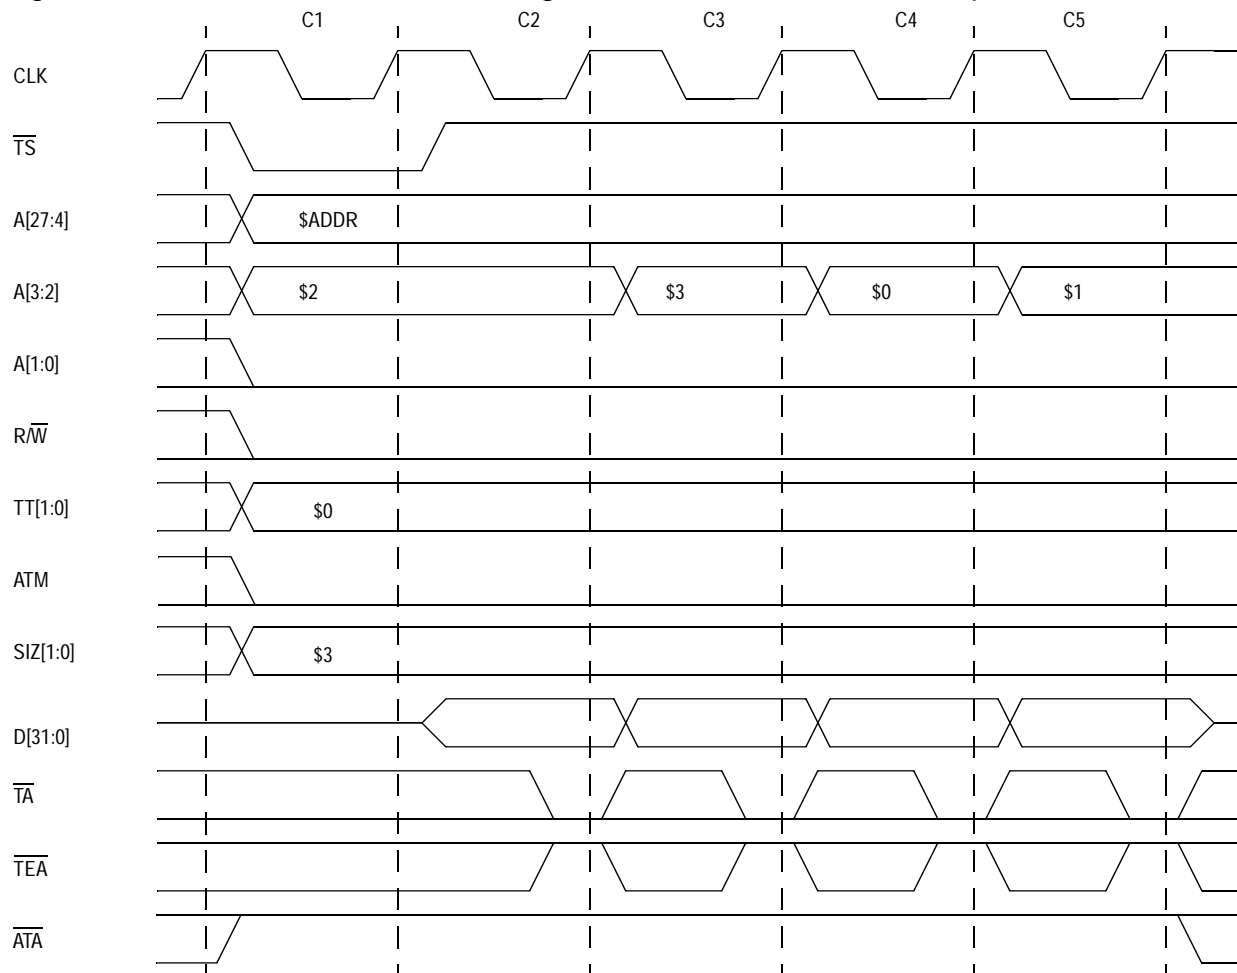 C1 C2 C3 C4 C5
CLK
TS
A[27:4] $ADDR
A[3:2] $2 $3 $0 $1
A[1:0]
R/W
TT[1:0] $0
ATM
SIZ[1:0] $3
D[31:0]
TA
TEA
ATA